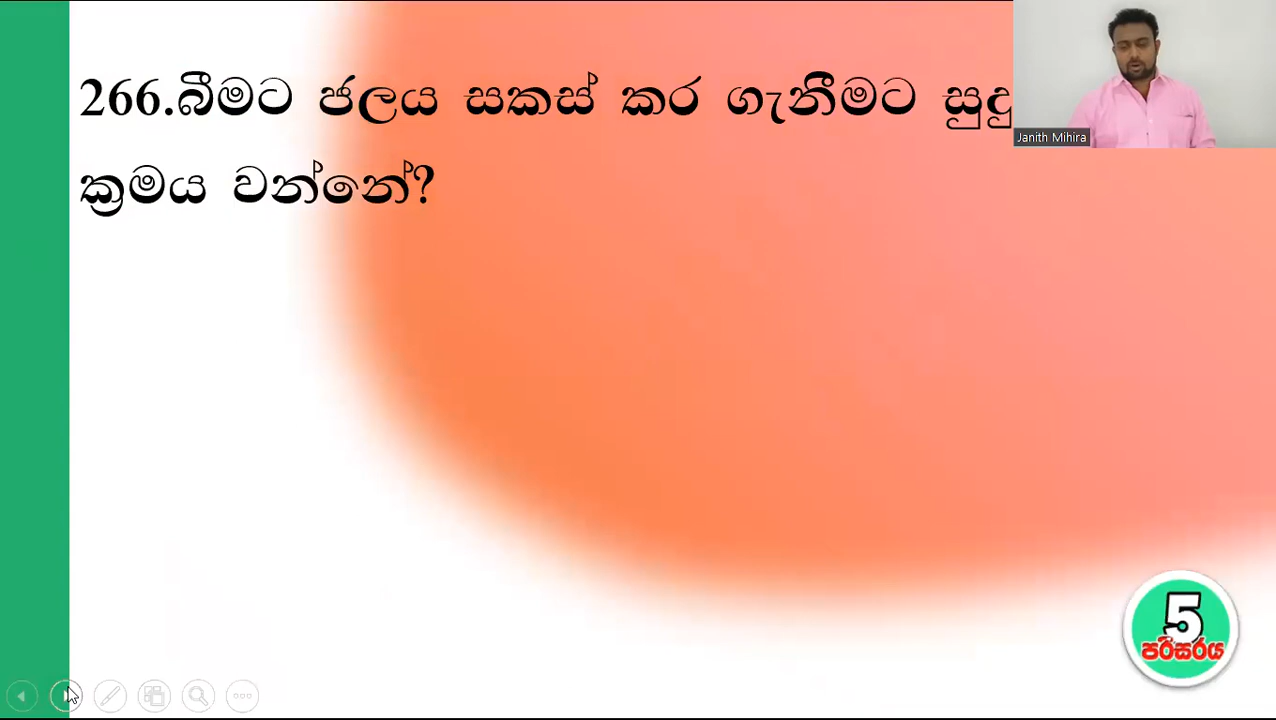 266.බීමට ජලය සකස් කර ගැනීමට සුදු
ක්‍රමය වන්නේ?
Janith Mihira
5
පරිසරය